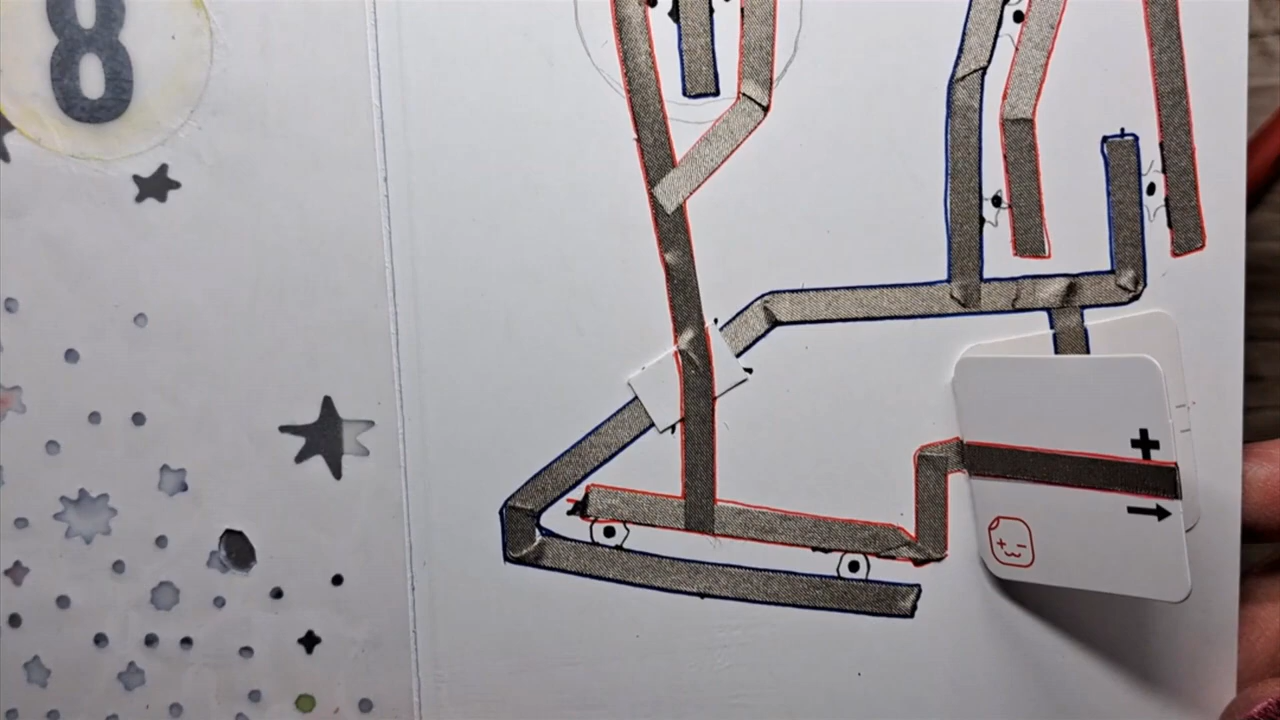 8
+
→
+ -